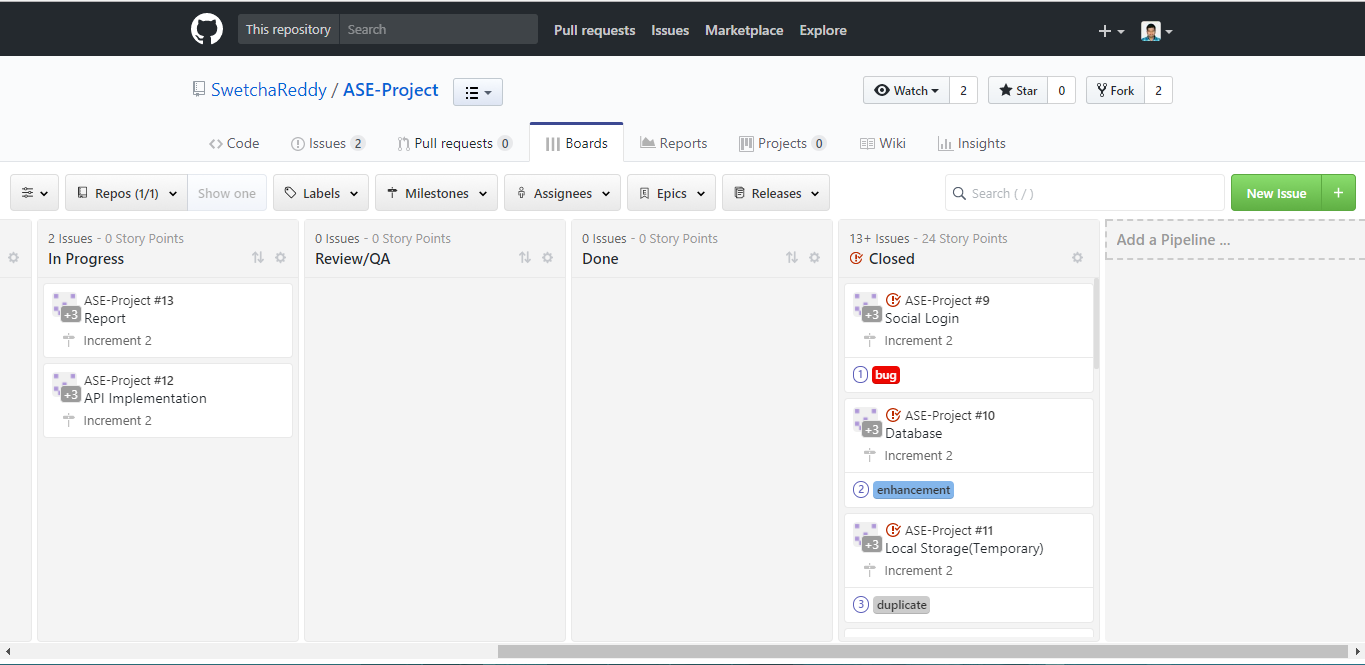 This repository Search Pull requests Issues Marketplace Explore
SwetchaReddy / ASE-Project
Watch 2 Star 0 Fork 2
Code Issues 2 Pull requests 0 Boards Reports Projects 0 Wiki Insights
Repos (1/1) Show one Labels Milestones Assignees Epics Releases Search ( / ) New Issue +
2 Issues - 0 Story Points
In Progress
ASE-Project #13
+3 Report
Increment 2
ASE-Project #12
+3 API Implementation
Increment 2
0 Issues - 0 Story Points
Review/QA
0 Issues - 0 Story Points
Done
13+ Issues - 24 Story Points
Closed
ASE-Project #9
+3 Social Login
Increment 2
1 bug
ASE-Project #10
+3 Database
Increment 2
2 enhancement
ASE-Project #11
+3 Local Storage(Temporary)
Increment 2
3 duplicate
Add a Pipeline ...